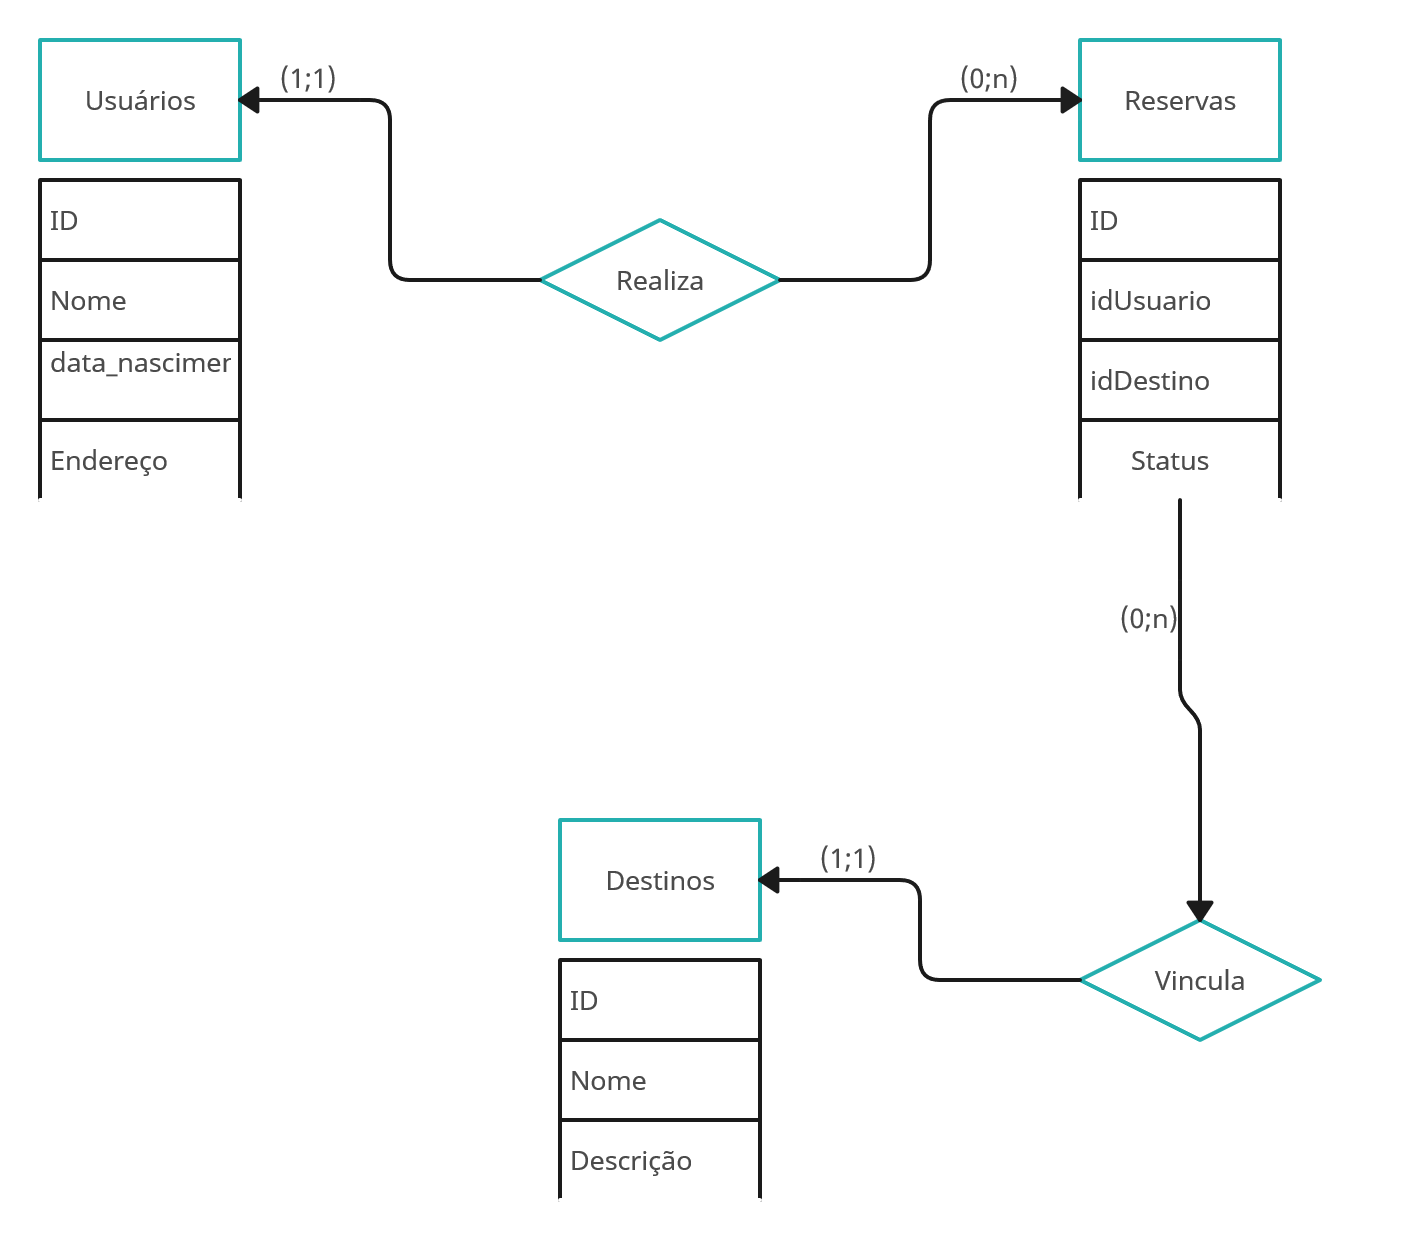 Usuários
(1;1)
(0;n)
Reservas
ID
Nome
data_nascimen
Endereço
Realiza
ID
idUsuario
idDestino
Status
(0;n)
Destinos
(1;1)
Vincula
ID
Nome
Descrição